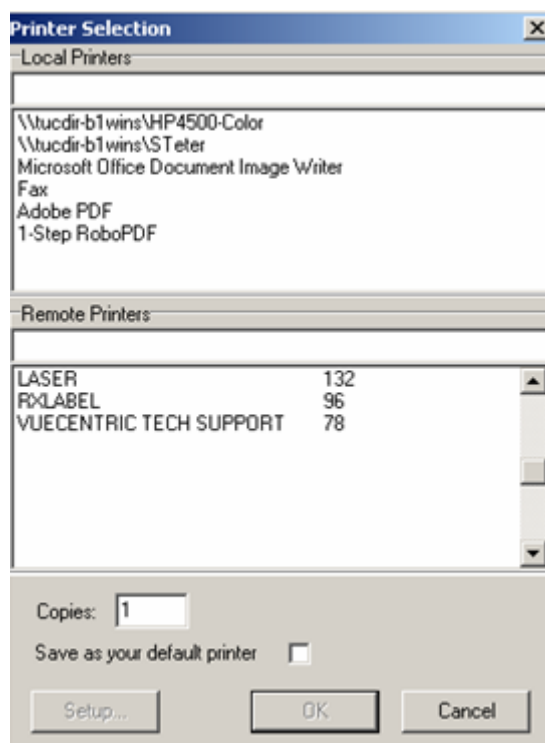 Printer Selection
Local Printers
\\tucdir-b1wins\HP4500-Color
\\tucdir-b1wins\STeter
Microsoft Office Document Image Writer
Fax
Adobe PDF
1-Step RoboPDF
Remote Printers
LASER 132
RXLABEL 96
VUECENTRIC TECH SUPPORT 78
Copies: 1
Save as your default printer
Setup... OK Cancel